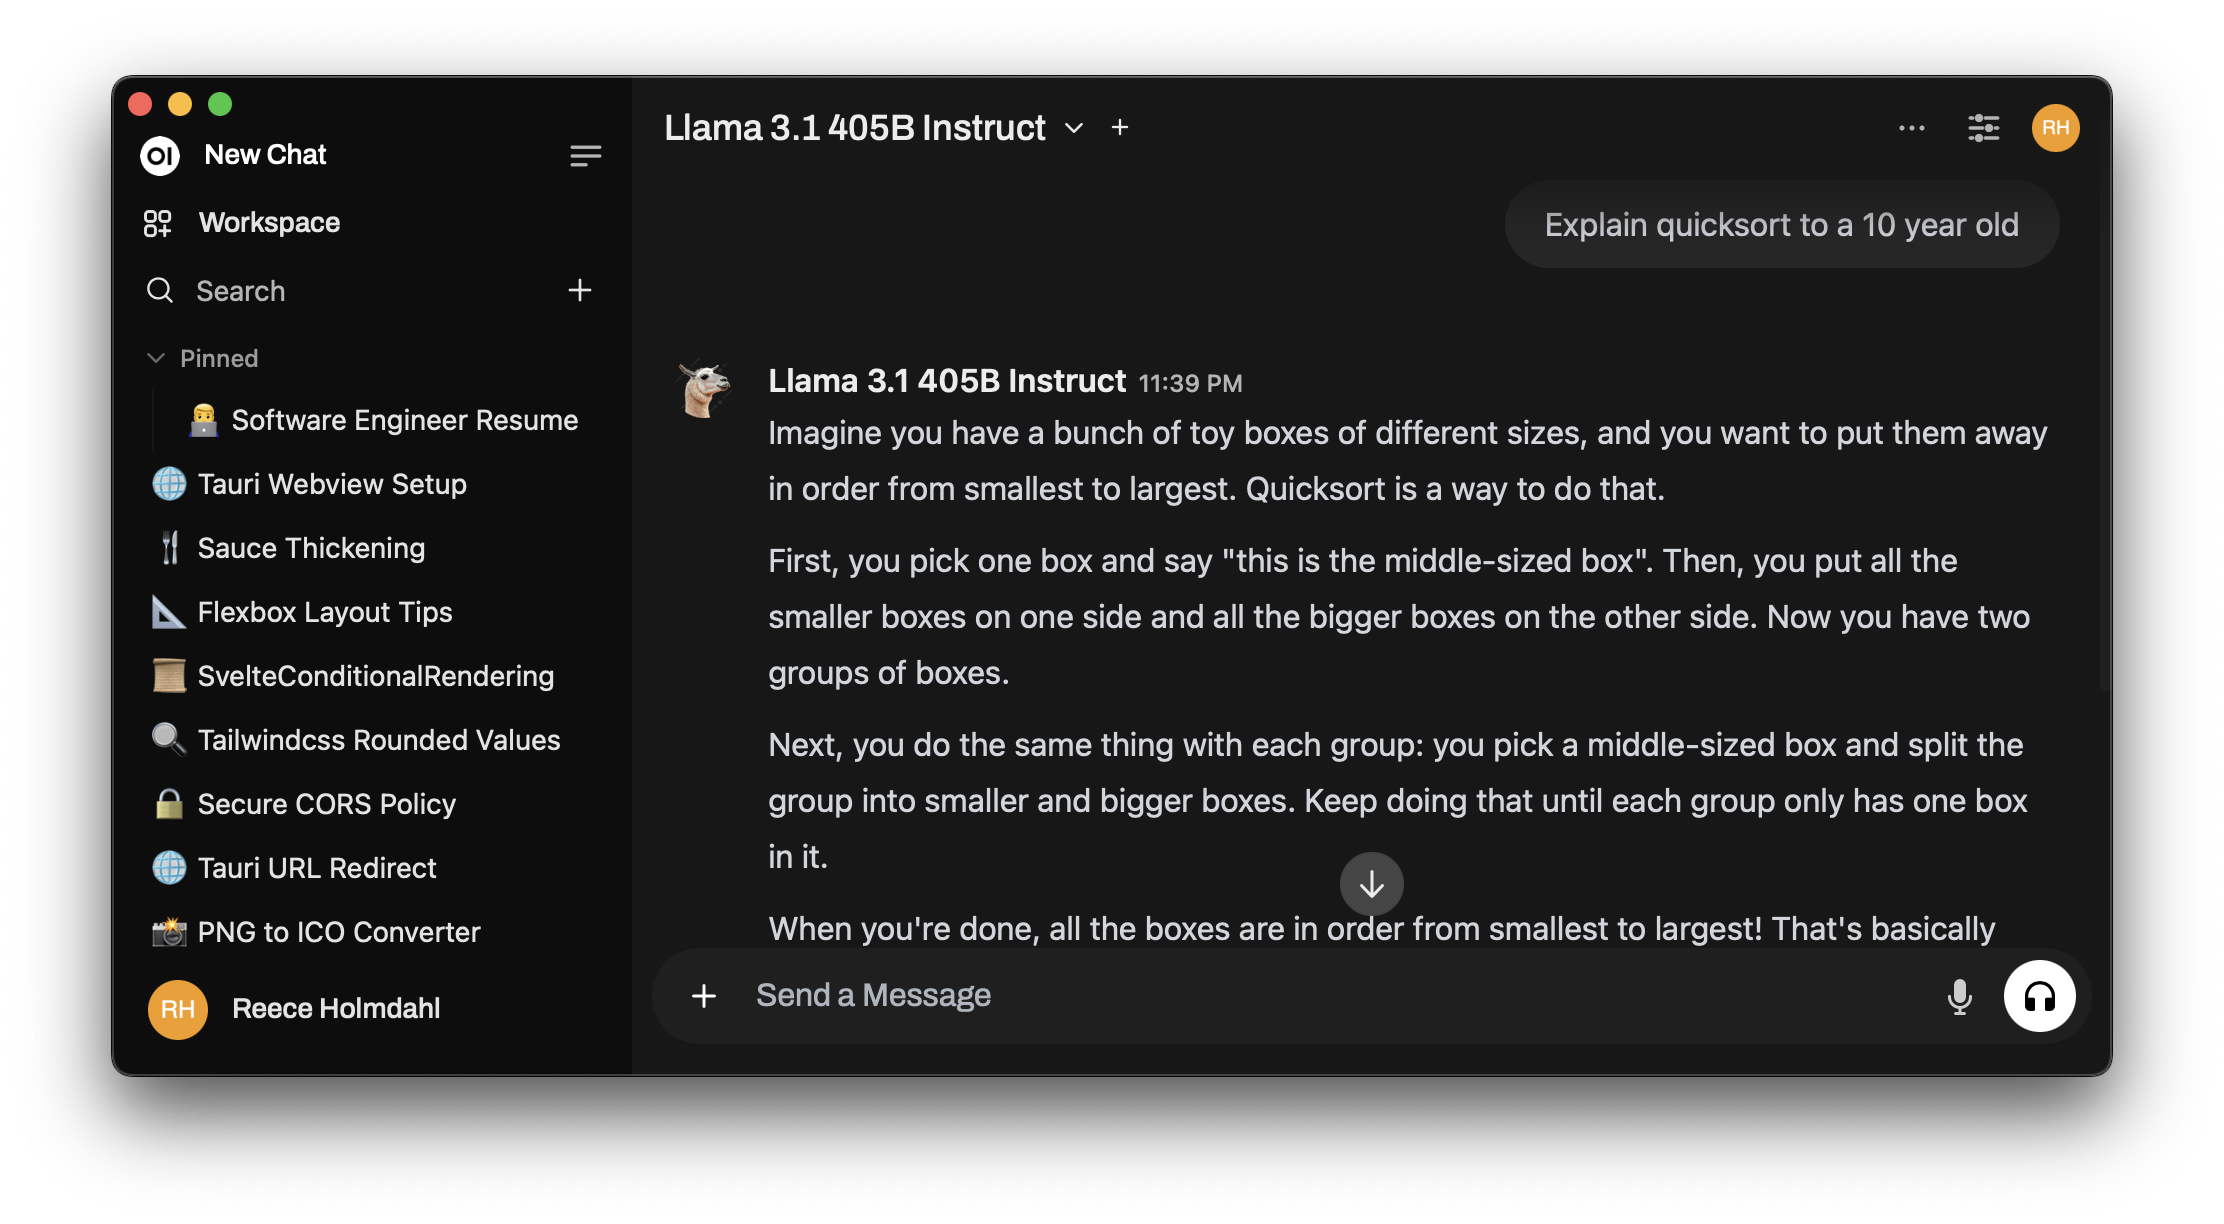 OI New Chat
Workspace
Search
Pinned
Software Engineer Resume
Tauri Webview Setup
Sauce Thickening
Flexbox Layout Tips
SvelteConditionalRendering
Tailwindcss Rounded Values
Secure CORS Policy
Tauri URL Redirect
PNG to ICO Converter
RH Reece Holmdahl
Llama 3.1 405B Instruct
RH
Explain quicksort to a 10 year old
Llama 3.1 405B Instruct 11:39 PM
Imagine you have a bunch of toy boxes of different sizes, and you want to put them away
in order from smallest to largest. Quicksort is a way to do that.
First, you pick one box and say "this is the middle-sized box". Then, you put all the
smaller boxes on one side and all the bigger boxes on the other side. Now you have two
groups of boxes.
Next, you do the same thing with each group: you pick a middle-sized box and split the
group into smaller and bigger boxes. Keep doing that until each group only has one box
in it.
When you're done, all the boxes are in order from smallest to largest! That's basically
Send a Message